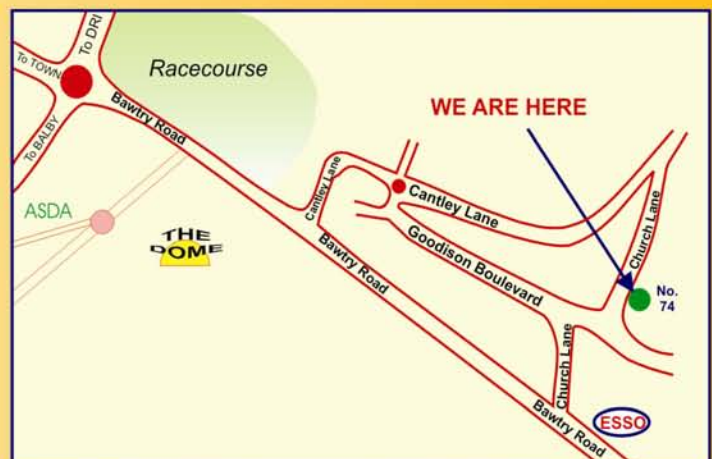 To DRI
To TOWN
To BALBY
Racecourse
Bawtry Road
WE ARE HERE
Cantley Lane
Cantley Lane
Church Lane
ASDA
THE
DOME
Bawtry Road
Goodison Boulevard
No.
74
Church Lane
Bawtry Road
ESSO